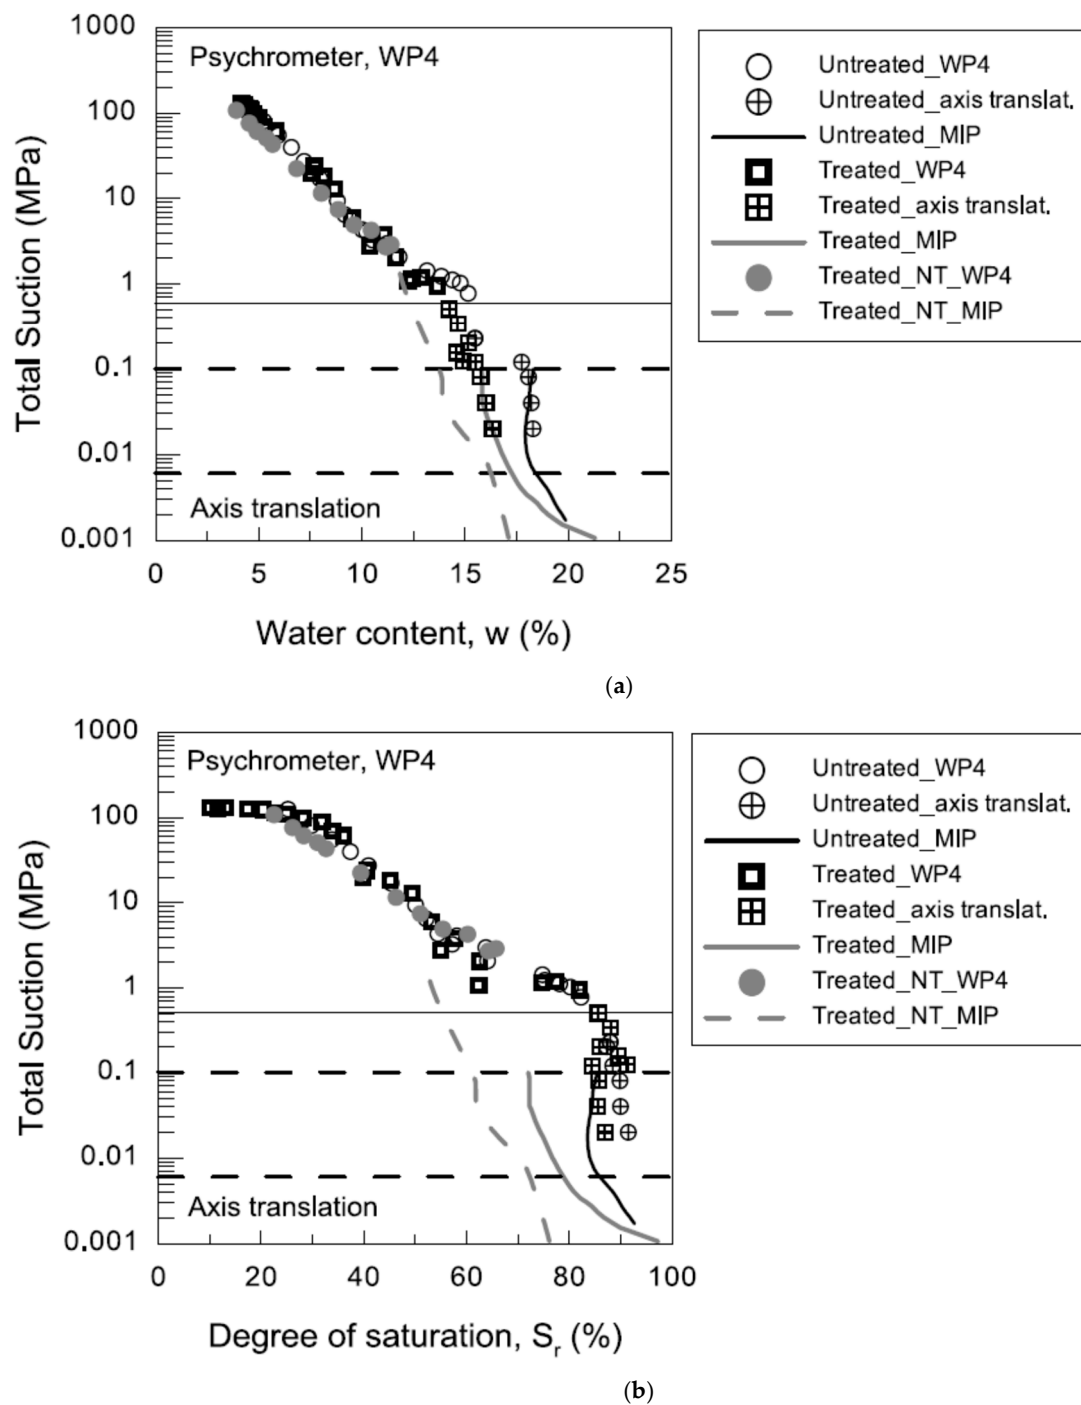 1000
100
10
1
0.1
0.01
0.001
Total Suction (MPa)
Psychrometer, WP4
Axis translation
0 5 10 15 20 25
Water content, w (%)
Untreated_WP4
Untreated_axis translat.
Untreated_MIP
Treated_WP4
Treated_axis translat.
Treated_MIP
Treated_NT_WP4
Treated_NT_MIP
(a)
1000
100
10
1
0.1
0.01
0.001
Total Suction (MPa)
Psychrometer, WP4
Axis translation
0 20 40 60 80 100
Degree of saturation, Sr (%)
Untreated_WP4
Untreated_axis translat.
Untreated_MIP
Treated_WP4
Treated_axis translat.
Treated_MIP
Treated_NT_WP4
Treated_NT_MIP
(b)